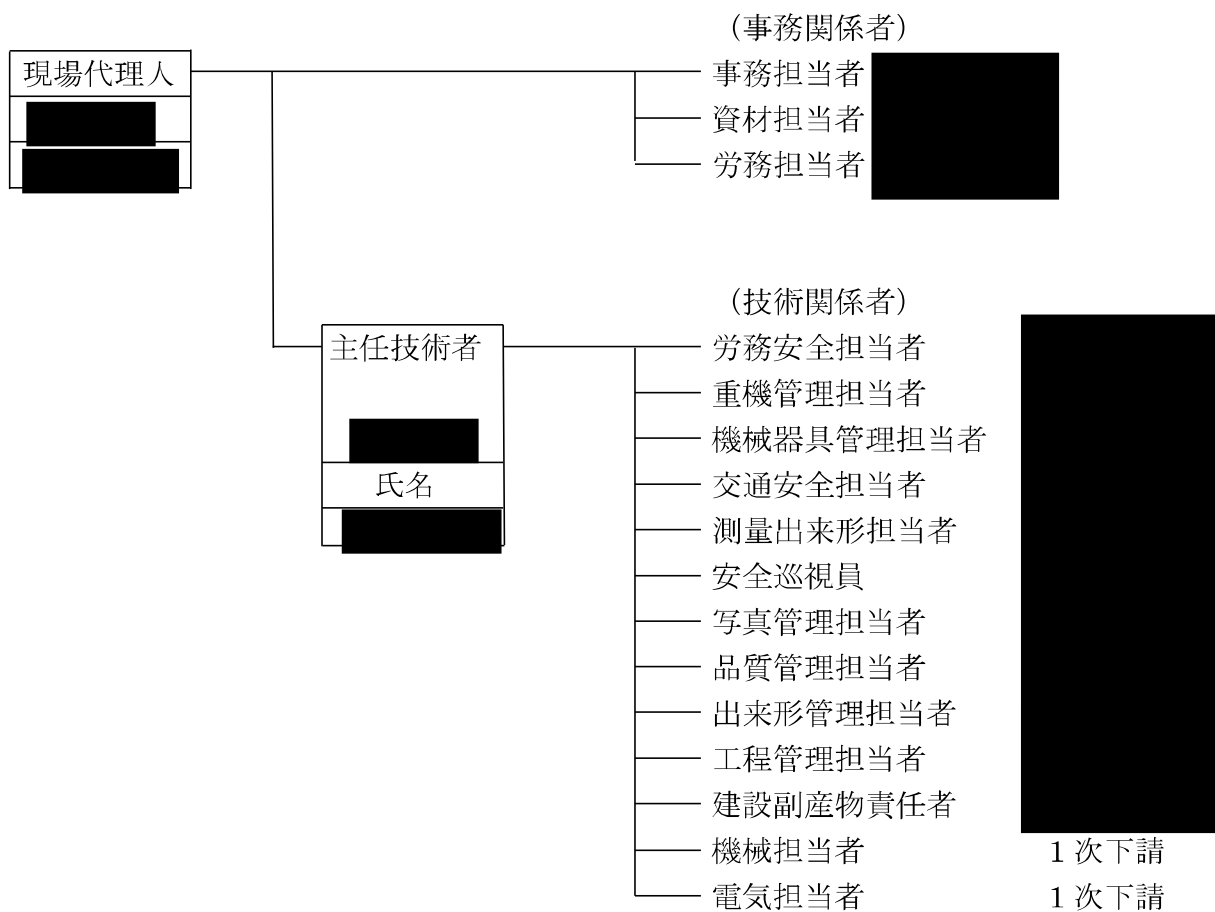 （事務関係者）
現場代理人
事務担当者
資材担当者
労務担当者
（技術関係者）
主任技術者
氏名
労務安全担当者
重機管理担当者
機械器具管理担当者
交通安全担当者
測量出来形担当者
安全巡視員
写真管理担当者
品質管理担当者
出来形管理担当者
工程管理担当者
建設副産物責任者
機械担当者 1次下請
電気担当者 1次下請